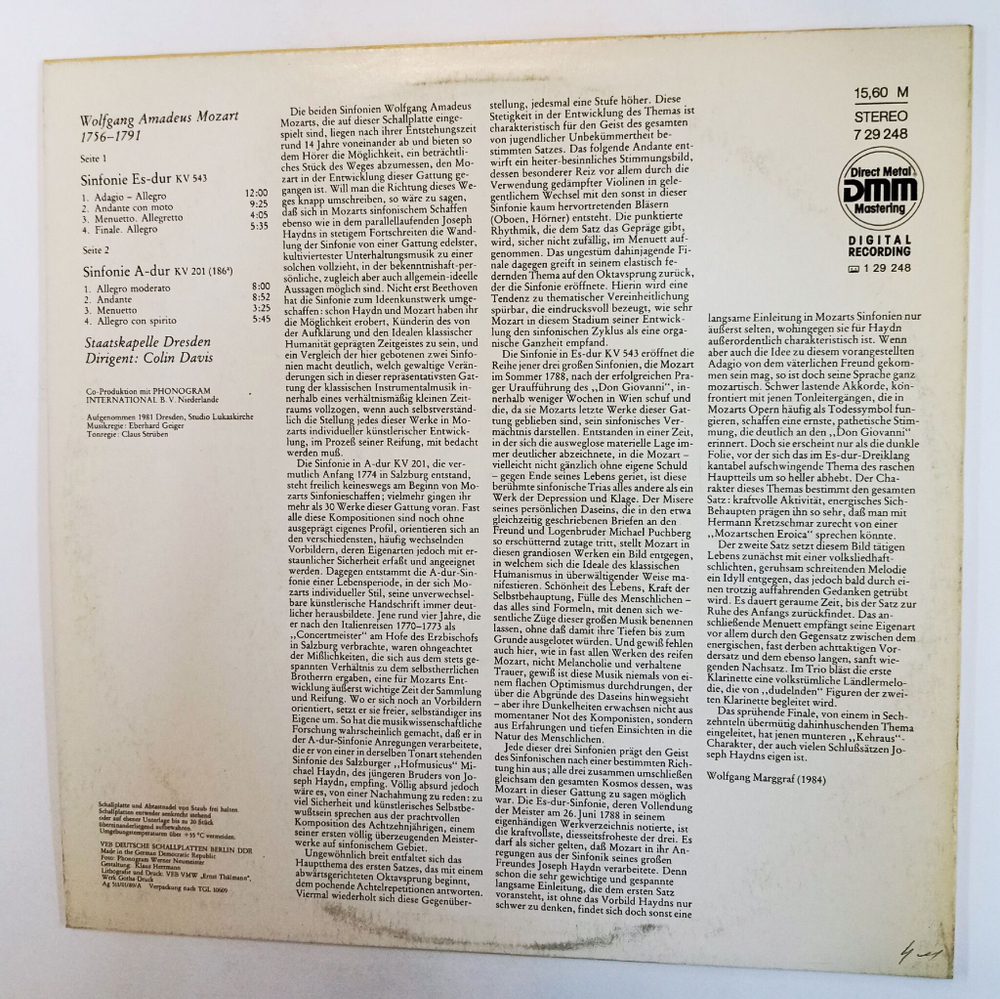 Wolfgang Amadeus Mozart
1756–1791
Seite 1
Sinfonie Es-dur KV 543
1. Adagio – Allegro 12:00
2. Andante con moto 9:25
3. Menuetto. Allegretto 4:05
4. Finale. Allegro 5:35
Seite 2
Sinfonie A-dur KV 201 (186ª)
1. Allegro moderato 8:00
2. Andante 8:52
3. Menuetto 3:25
4. Allegro con spirito 5:45
Staatskapelle Dresden
Dirigent: Colin Davis
Co-Produktion mit PHONOGRAM
INTERNATIONAL B. V. Niederlande
Aufgenommen 1981 Dresden, Studio Lukaskirche
Musikregie: Eberhard Geiger
Tonregie: Claus Strüben
Schallplatte und Abtastnadel von Staub frei halten.
Schallplatten entweder senkrecht stehend
oder auf ebener Unterlage bis zu 20 Stück
übereinanderliegend aufbewahren.
Umgebungstemperaturen über +35 °C vermeiden.
VEB DEUTSCHE SCHALLPLATTEN BERLIN DDR
Made in the German Democratic Republic
Foto: Phonogram Werner Neumeister
Gestaltung: Klaus Herrmann
Lithografie und Druck: VEB VMW „Ernst Thälmann",
Werk Gotha-Druck
Verpackung nach TGL 10609
Die beiden Sinfonien Wolfgang Amadeus
Mozarts, die auf dieser Schallplatte einge-
spielt sind, liegen nach ihrer Entstehungszeit
rund 14 Jahre voneinander ab und bieten so
dem Hörer die Möglichkeit, ein beträchtli-
ches Stück des Weges abzumessen, den Mo-
zart in der Entwicklung dieser Gattung ge-
gangen ist. Will man die Richtung dieses We-
ges knapp umschreiben, so wäre zu sagen,
daß sich in Mozarts sinfonischem Schaffen
ebenso wie in dem parallellaufenden Joseph
Haydns in stetigem Fortschreiten die Wand-
lung der Sinfonie von einer Gattung edelster,
kultiviertester Unterhaltungsmusik zu einer
solchen vollzieht, in der bekenntnishaft-per-
sönliche, zugleich aber auch allgemein-ideelle
Aussagen möglich sind. Nicht erst Beethoven
hat die Sinfonie zum Ideenkunstwerk umge-
schaffen: schon Haydn und Mozart haben ihr
die Möglichkeit erobert, Künderin des von
der Aufklärung und den Idealen klassischer
Humanität geprägten Zeitgeistes zu sein, und
ein Vergleich der hier gebotenen zwei Sinfo-
nien macht deutlich, welch gewaltige Verän-
derungen sich in dieser repräsentativsten Gat-
tung der klassischen Instrumentalmusik in-
nerhalb eines verhältnismäßig kleinen Zeit-
raums vollzogen, wenn auch selbstverständ-
lich die Stellung jedes dieser Werke in Mo-
zarts individueller künstlerischer Entwick-
lung, im Prozeß seiner Reifung, mit bedacht
werden muß.
Die Sinfonie in A-dur KV 201, die ver-
mutlich Anfang 1774 in Salzburg entstand,
steht freilich keineswegs am Beginn von Mo-
zarts Sinfonieschaffen; vielmehr gingen ihr
mehr als 30 Werke dieser Gattung voran. Fast
alle diese Kompositionen sind noch ohne
ausgeprägt eigenes Profil, orientieren sich an
den verschiedensten, häufig wechselnden
Vorbildern, deren Eigenarten jedoch mit er-
staunlicher Sicherheit erfaßt und angeeignet
werden. Dagegen entstammt die A-dur-Sin-
fonie einer Lebensperiode, in der sich Mo-
zarts individuell Stil, seine unverwechsel-
bare künstlerische Handschrift immer deut-
licher herausbildete. Jene rund vier Jahre, die
er nach den Italienreisen 1770–1773 als
„Concertmeister" am Hofe des Erzbischofs
in Salzburg verbrachte, waren ohngeachtet
der Mißlichkeiten, die sich aus dem stets ge-
spannten Verhältnis zu dem selbstherrlichen
Brotherrn ergaben, eine für Mozarts Ent-
wicklung äußerst wichtige Zeit der Sammlung
und Reifung. Wo er sich noch an Vorbildern
orientiert, setzt er sie freier, selbständiger ins
Eigene um. So hat die musikwissenschaftliche
Forschung wahrscheinlich gemacht, daß er in
der A-dur-Sinfonie Anregungen verarbeitete,
die er von einer in derselben Tonart stehenden
Sinfonie des Salzburger „Hofmusicus" Mi-
chael Haydn, des jüngeren Bruders von Jo-
seph Haydn, empfing. Völlig absurd jedoch
wäre es, von einer Nachahmung zu reden: zu
viel Sicherheit und künstlerisches Selbstbe-
wußtsein sprechen aus der prachtvollen
Komposition des Achtzehnjährigen, einem
seiner ersten völlig überzeugenden Meister-
werke auf sinfonischem Gebiet.
Ungewöhnlich breit entfaltet sich das
Hauptthema des ersten Satzes, das mit einem
abwärtsgerichteten Oktavsprung beginnt,
dem pochende Achtelrepetitionen antworten.
Viermal wiederholt sich diese Gegenüber-
stellung, jedesmal eine Stufe höher. Diese
Stetigkeit in der Entwicklung des Themas ist
charakteristisch für den Geist des gesamten
von jugendlicher Unbekümmertheit be-
stimmten Satzes. Das folgende Andante ent-
wirft ein heiter-besinnliches Stimmungsbild,
dessen besonderer Reiz vor allem durch die
Verwendung gedämpfter Violinen in gele-
gentlichem Wechsel mit den sonst in dieser
Sinfonie kaum hervortretenden Bläsern
(Oboen, Hörner) entsteht. Die punktierte
Rhythmik, die dem Satz das Gepräge gibt,
wird, sicher nicht zufällig, im Menuett auf-
genommen. Das ungestüm dahinjagende Fi-
nale dagegen greift in seinem elastisch fe-
dernden Thema auf den Oktavsprung zurück,
der die Sinfonie eröffnete. Hierin wird eine
Tendenz zu thematischer Vereinheitlichung
spürbar, die eindrucksvoll bezeugt, wie sehr
Mozart in diesem Stadium seiner Entwick-
lung den sinfonischen Zyklus als eine orga-
nische Ganzheit empfand.
Die Sinfonie in Es-dur KV 543 eröffnet die
Reihe jener drei großen Sinfonien, die Mozart
im Sommer 1788, nach der erfolgreichen Pra-
ger Uraufführung des „Don Giovanni", in-
nerhalb weniger Wochen in Wien schuf und
die, da sie Mozarts letzte Werke dieser Gat-
tung geblieben sind, sein sinfonisches Ver-
mächtnis darstellen. Entstanden in einer Zeit,
in der sich die ausweglose materielle Lage im-
mer deutlicher abzeichnete, in die Mozart –
vielleicht nicht gänzlich ohne eigene Schuld
– gegen Ende seines Lebens geriet, ist diese
berühmte sinfonische Trias alles andere als ein
Werk der Depression und Klage. Der Misere
seines persönlichen Daseins, die in den etwa
gleichzeitig geschriebenen Briefen an den
Freund und Logenbruder Michael Puchberg
so erschütternd zutage tritt, stellt Mozart in
diesen grandiosen Werken ein Bild entgegen,
in welchem sich die Ideale des klassischen
Humanismus in überwältigender Weise ma-
nifestieren. Schönheit des Lebens, Kraft der
Selbstbehauptung, Fülle des Menschlichen –
das alles sind Formeln, mit denen sich we-
sentliche Züge dieser großen Musik benennen
lassen, ohne daß damit ihre Tiefen bis zum
Grunde ausgelotet würden. Und gewiß fehlen
auch hier, wie in fast allen Werken des reifen
Mozart, nicht Melancholie und verhaltene
Trauer, gewiß ist diese Musik niemals von ei-
nem flachen Optimismus durchdrungen, der
über die Abgründe des Daseins hinwegsieht
– aber ihre Dunkelheiten erwachsen nicht aus
momentaner Not des Komponisten, sondern
aus Erfahrungen und tiefen Einsichten in die
Natur des Menschlichen.
Jede dieser drei Sinfonien prägt den Geist
des Sinfonischen nach einer bestimmten Rich-
tung hin aus; alle drei zusammen umschließen
gleichsam den gesamten Kosmos dessen, was
Mozart in dieser Gattung zu sagen möglich
war. Die Es-dur-Sinfonie, deren Vollendung
der Meister am 26. Juni 1788 in seinem
eigenhändigen Werkverzeichnis notierte, ist
die kraftvollste, diesseitsfroheste der drei. Es
darf als sicher gelten, daß Mozart in ihr An-
regungen aus der Sinfonik seines großen
Freundes Joseph Haydn verarbeitete. Denn
schon die sehr gewichtige und gespannte
langsame Einleitung, die dem ersten Satz
voransteht, ist ohne das Vorbild Haydns nur
schwer zu denken, findet sich doch sonst eine
15,60 M
STEREO
7 29 248
Direct Metal
DMM
Mastering
DIGITAL
RECORDING
1 29 248
langsame Einleitung in Mozarts Sinfonien nur
äußerst selten, wohingegen sie für Haydn
außerordentlich charakteristisch ist. Wenn
aber auch die Idee zu diesem vorangestellten
Adagio von dem väterlichen Freund gekom-
men sein mag, so ist doch seine Sprache ganz
mozartisch. Schwer lastende Akkorde, kon-
frontiert mit jenen Tonleitergängen, die in
Mozarts Opern häufig als Todessymbol fun-
gieren, schaffen eine ernste, pathetische Stim-
mung, die deutlich an den „Don Giovanni"
erinnert. Doch sie erscheint nur als die dunkle
Folie, vor der sich das im Es-dur-Dreiklang
kantabel aufschwingende Thema des raschen
Hauptteils um so heller abhebt. Der Cha-
rakter dieses Themas bestimmt den gesamten
Satz: kraftvolle Aktivität, energisches Sich-
Behaupten prägen ihn so sehr, daß man mit
Hermann Kretzschmar zurecht von einer
„Mozartschen Eroica" sprechen könnte.
Der zweite Satz setzt diesem Bild tätigen
Lebens zunächst mit einer volksliedhaft-
schlichten, geruhsam schreitenden Melodie
ein Idyll entgegen, das jedoch bald durch ei-
nen trotzig auffahrenden Gedanken getrübt
wird. Es dauert geraume Zeit, bis der Satz zur
Ruhe des Anfangs zurückfindet. Das an-
schließende Menuett empfängt seine Eigenart
vor allem durch den Gegensatz zwischen dem
energischen, fast derben achttaktigen Vor-
dersatz und dem ebenso langen, sanft wie-
genden Nachsatz. Im Trio bläst die erste
Klarinette eine volkstümliche Ländlermelo-
die, die von „dudelnden" Figuren der zwei-
ten Klarinette begleitet wird.
Das sprühende Finale, von einem in Sech-
zehnteln übermütig dahinhuschenden Thema
eingeleitet, hat jenen munteren „Kehraus"-
Charakter, der auch vielen Schlußsätzen Jo-
seph Haydns eigen ist.
Wolfgang Marggraf (1984)